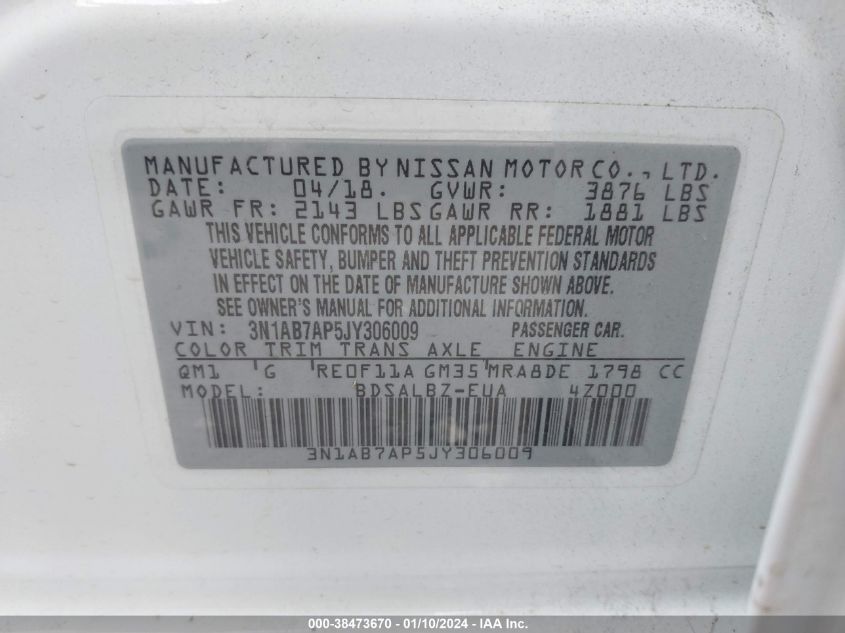 MANUFACTURED BY NISSAN MOTOR CO., LTD.
DATE: 04/18. GVWR: 3876 LBS
GAWR FR: 2143 LBS GAWR RR: 1881 LBS
THIS VEHICLE CONFORMS TO ALL APPLICABLE FEDERAL MOTOR
VEHICLE SAFETY, BUMPER AND THEFT PREVENTION STANDARDS
IN EFFECT ON THE DATE OF MANUFACTURE SHOWN ABOVE.
SEE OWNER'S MANUAL FOR ADDITIONAL INFORMATION.
VIN: 3N1AB7AP5JY306009 PASSENGER CAR.
COLOR TRIM TRANS AXLE ENGINE
QM1 G RE0F11A GM35 MRA8DE 1798 CC
MODEL: BDSALBZ-EUA 4Z000
3N1AB7AP5JY306009
000-38473670 - 01/10/2024 - IAA Inc.